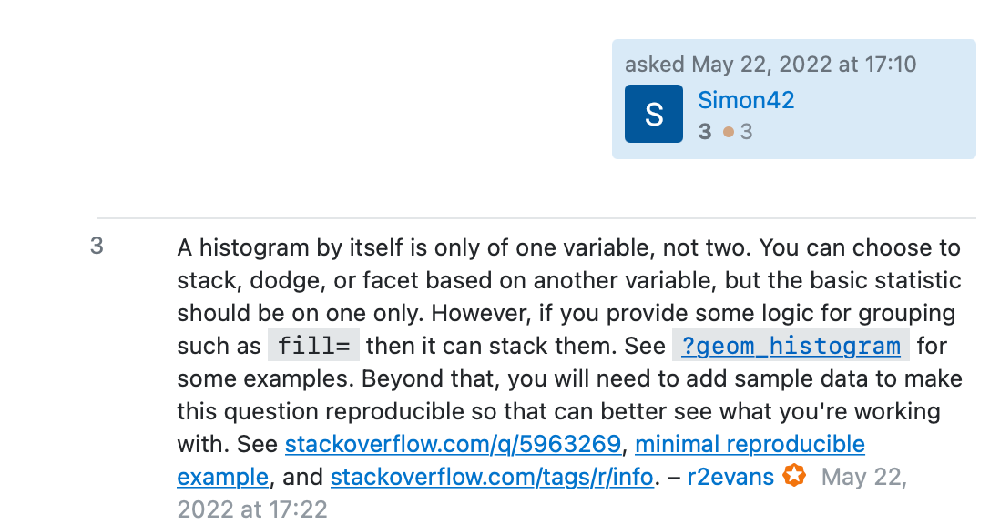 asked May 22, 2022 at 17:10
S
Simon42
3 3
3
A histogram by itself is only of one variable, not two. You can choose to
stack, dodge, or facet based on another variable, but the basic statistic
should be on one only. However, if you provide some logic for grouping
such as fill= then it can stack them. See ?geom_histogram for
some examples. Beyond that, you will need to add sample data to make
this question reproducible so that can better see what you're working
with. See stackoverflow.com/q/5963269, minimal reproducible
example, and stackoverflow.com/tags/r/info. – r2evans May 22,
2022 at 17:22